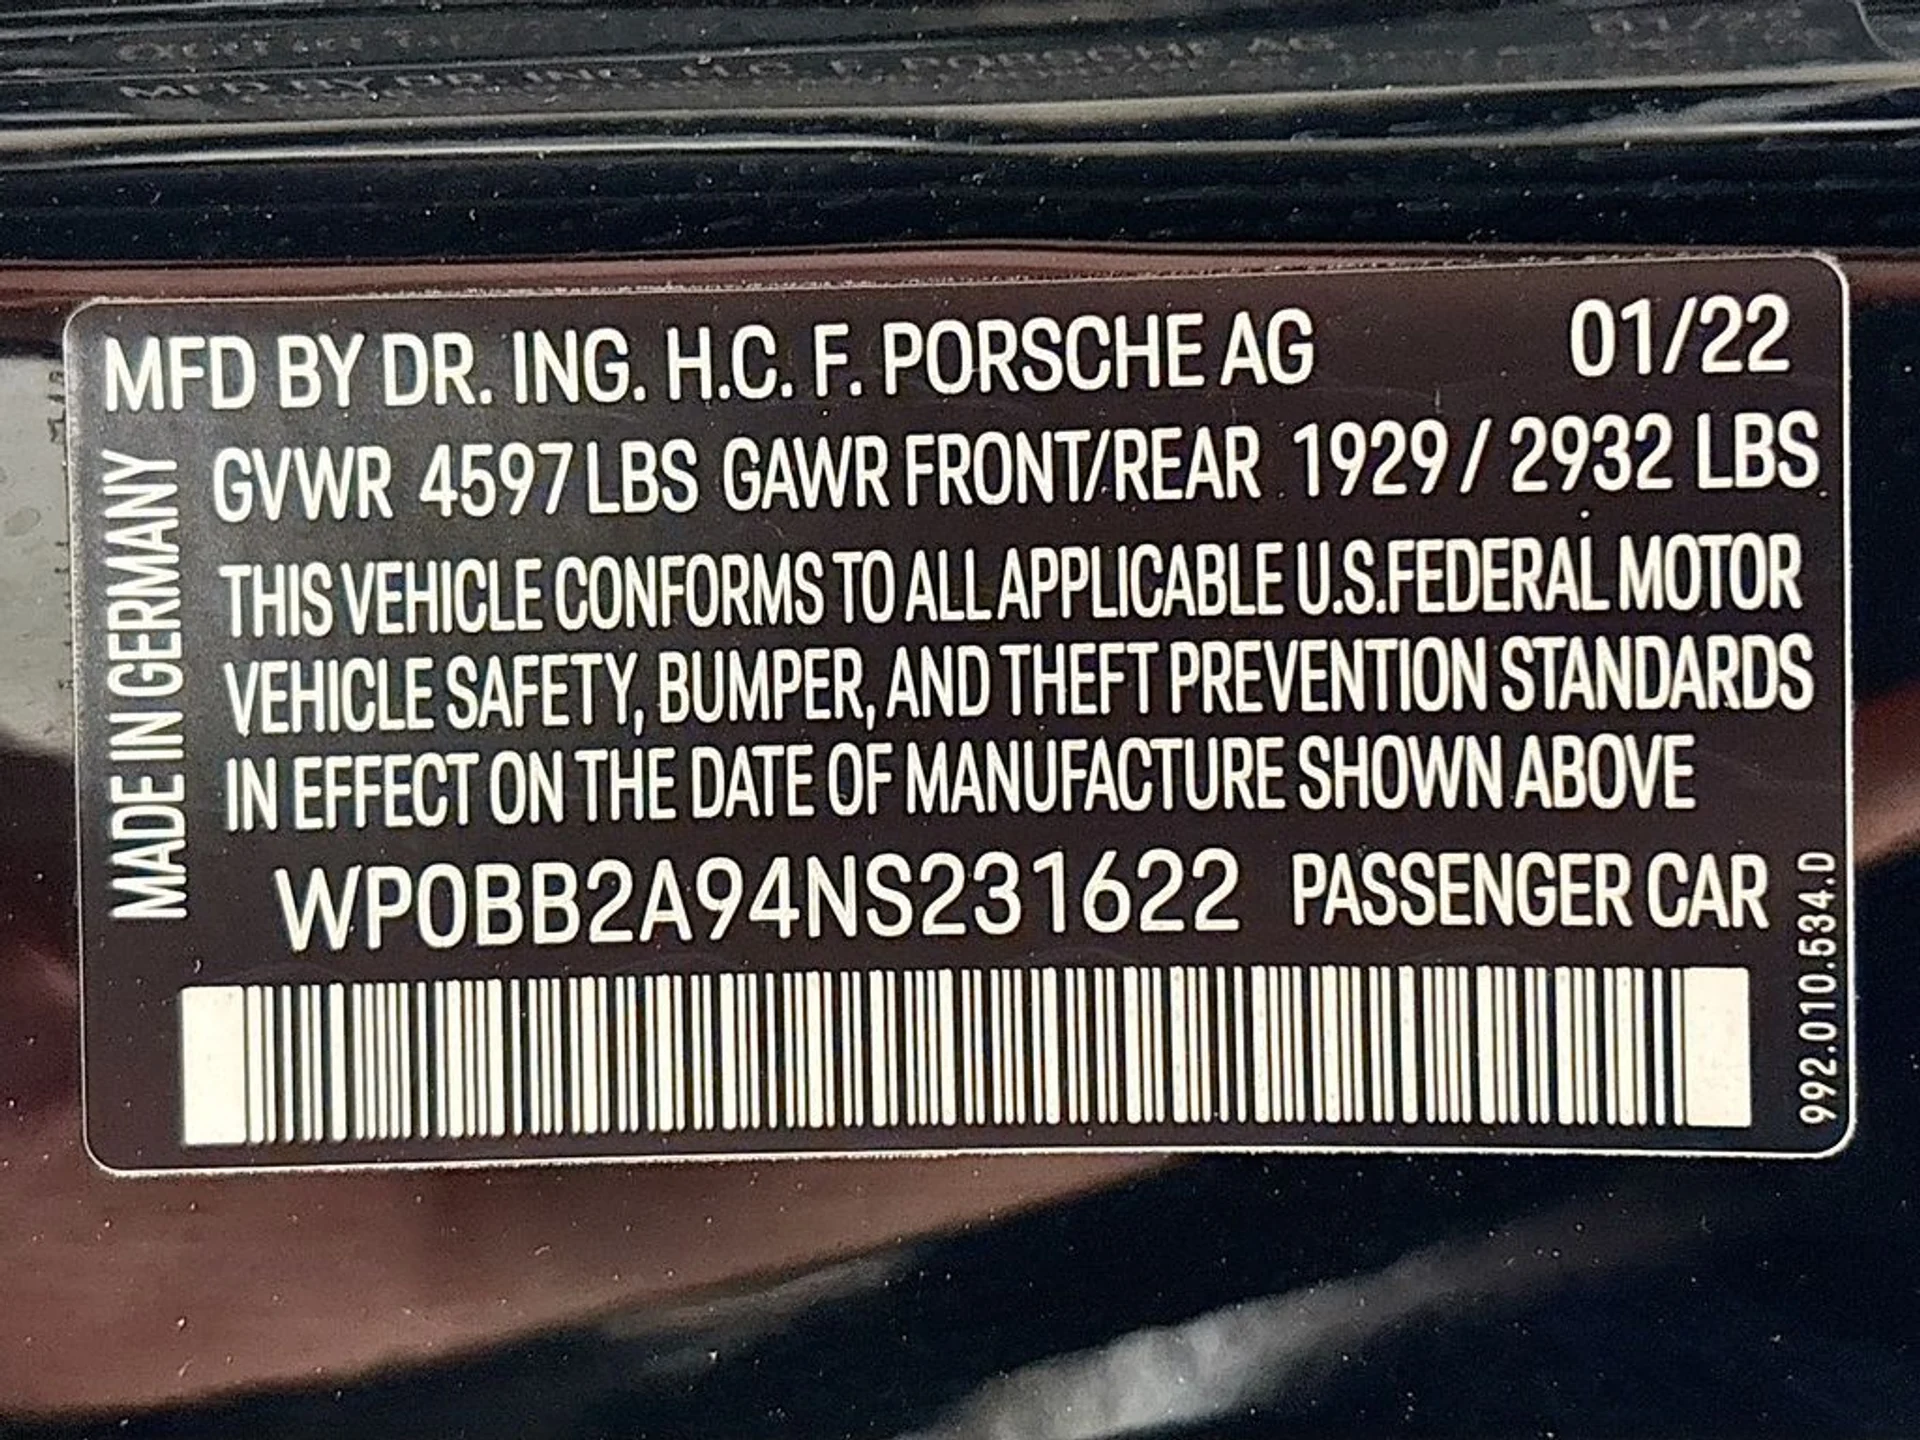 MFD BY DR. ING. H.C. F. PORSCHE AG 01/22
GVWR 4597 LBS GAWR FRONT/REAR 1929 / 2932 LBS
THIS VEHICLE CONFORMS TO ALL APPLICABLE U.S.FEDERAL MOTOR
VEHICLE SAFETY, BUMPER, AND THEFT PREVENTION STANDARDS
IN EFFECT ON THE DATE OF MANUFACTURE SHOWN ABOVE
WP0BB2A94NS231622 PASSENGER CAR
MADE IN GERMANY
992.010.534.D